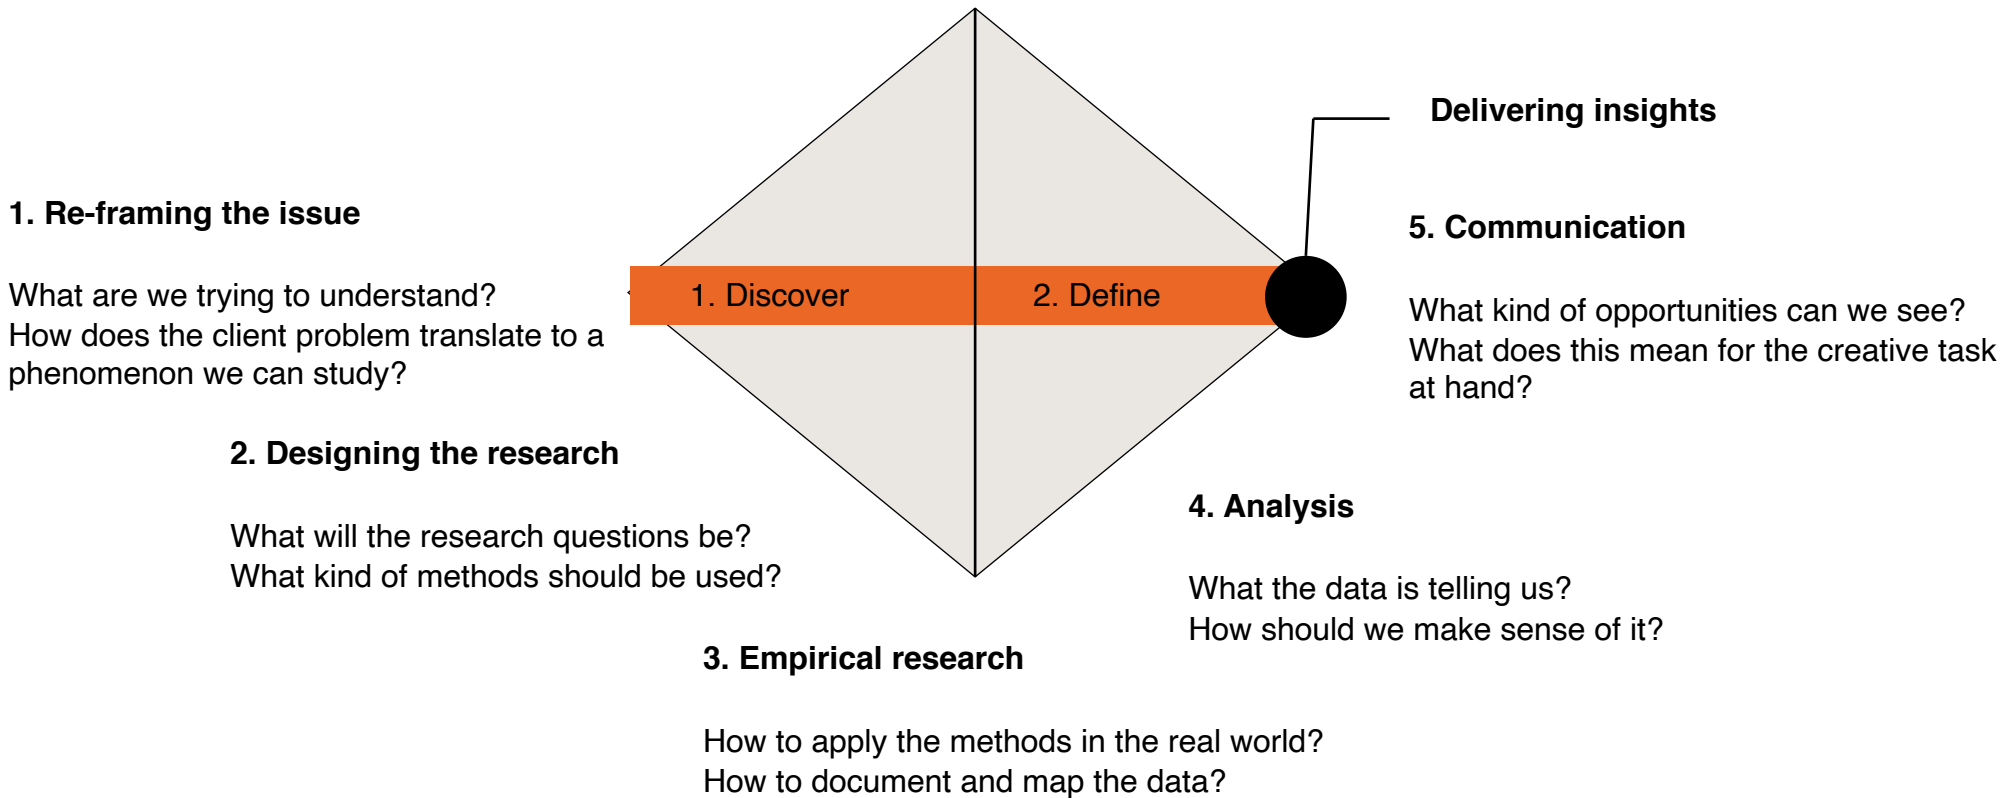 Delivering insights
1. Re-framing the issue
What are we trying to understand?
How does the client problem translate to a
phenomenon we can study?
1. Discover
2. Define
5. Communication
What kind of opportunities can we see?
What does this mean for the creative task
at hand?
2. Designing the research
What will the research questions be?
What kind of methods should be used?
4. Analysis
What the data is telling us?
How should we make sense of it?
3. Empirical research
How to apply the methods in the real world?
How to document and map the data?